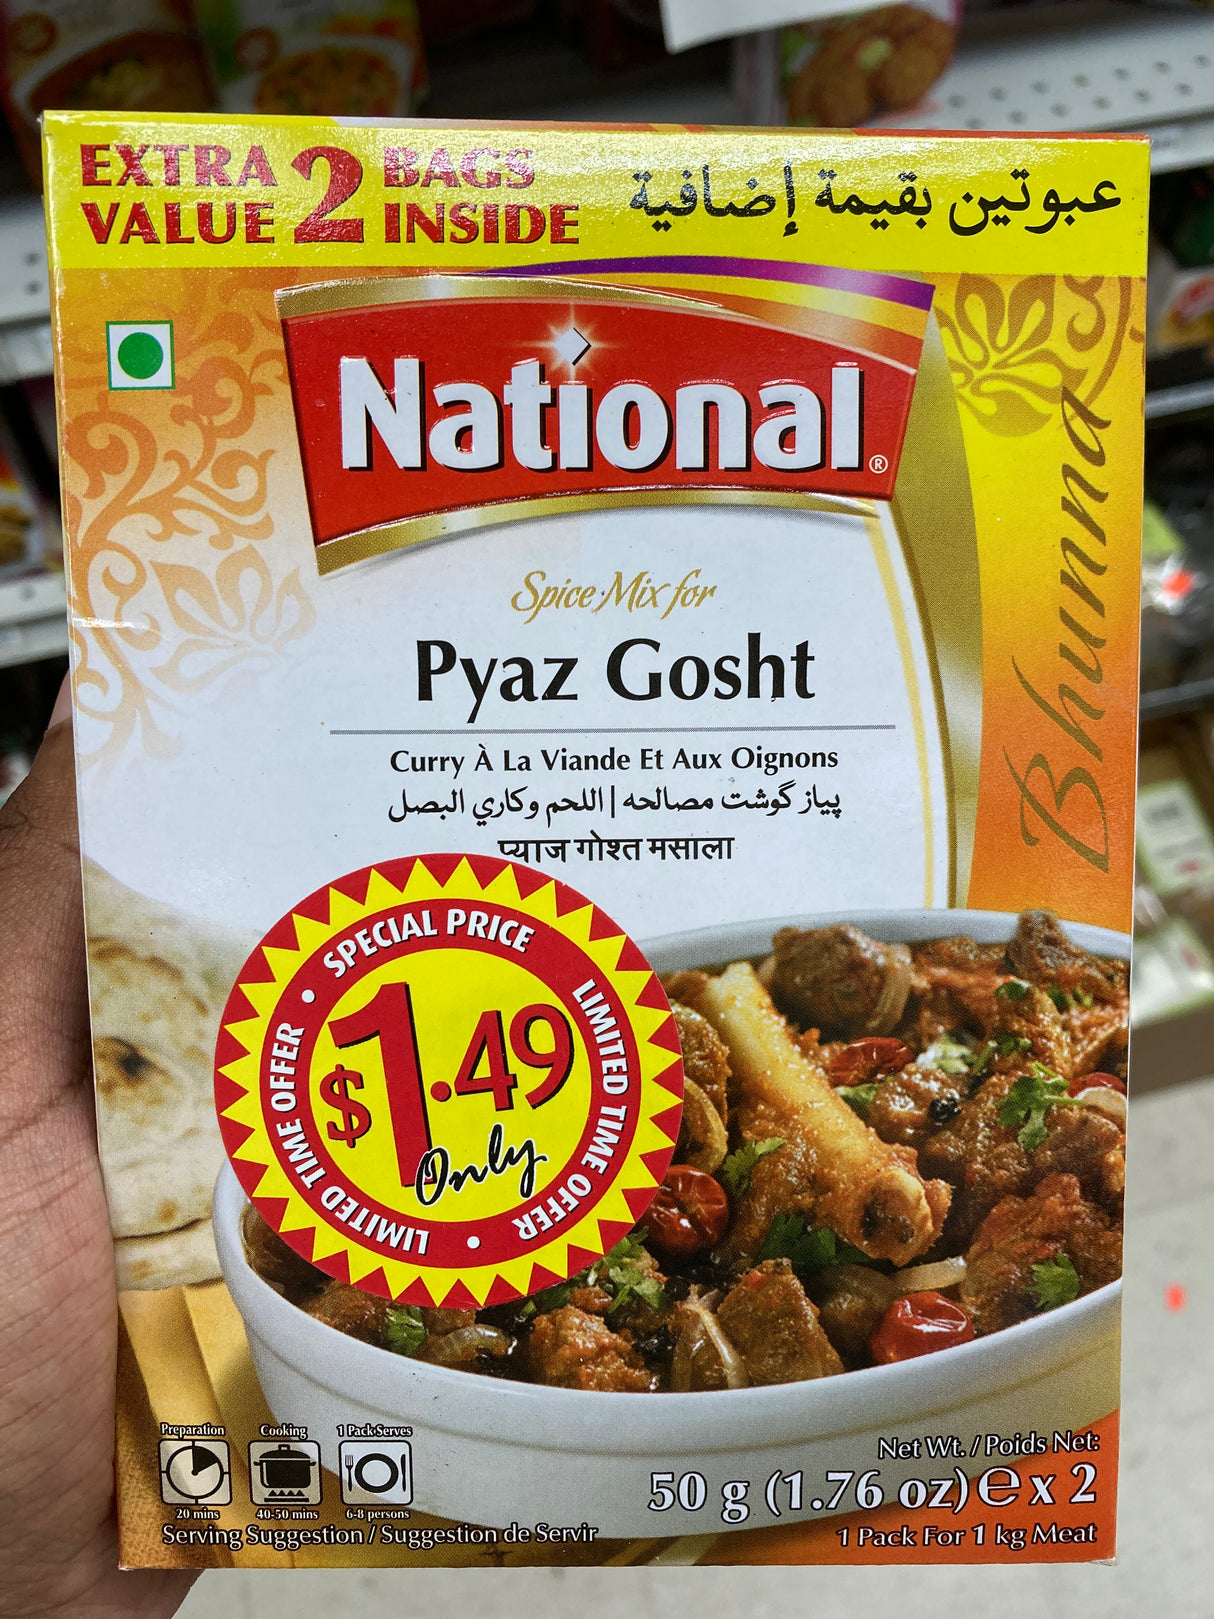 EXTRA VALUE 2 BAGS INSIDE
عبوتين بقيمة إضافية
National®
Bhunna
Spice Mix for
Pyaz Gosht
Curry À La Viande Et Aux Oignons
پیاز گوشت مصالحه | اللحم وكاري البصل
प्याज गोश्त मसाला
SPECIAL PRICE • LIMITED TIME OFFER • LIMITED TIME OFFER •
$1.49
Only
Preparation
20 mins
Cooking
40-50 mins
1 Pack Serves
6-8 persons
Serving Suggestion / Suggestion de Servir
Net Wt. / Poids Net:
50 g (1.76 oz) e x 2
1 Pack For 1 kg Meat